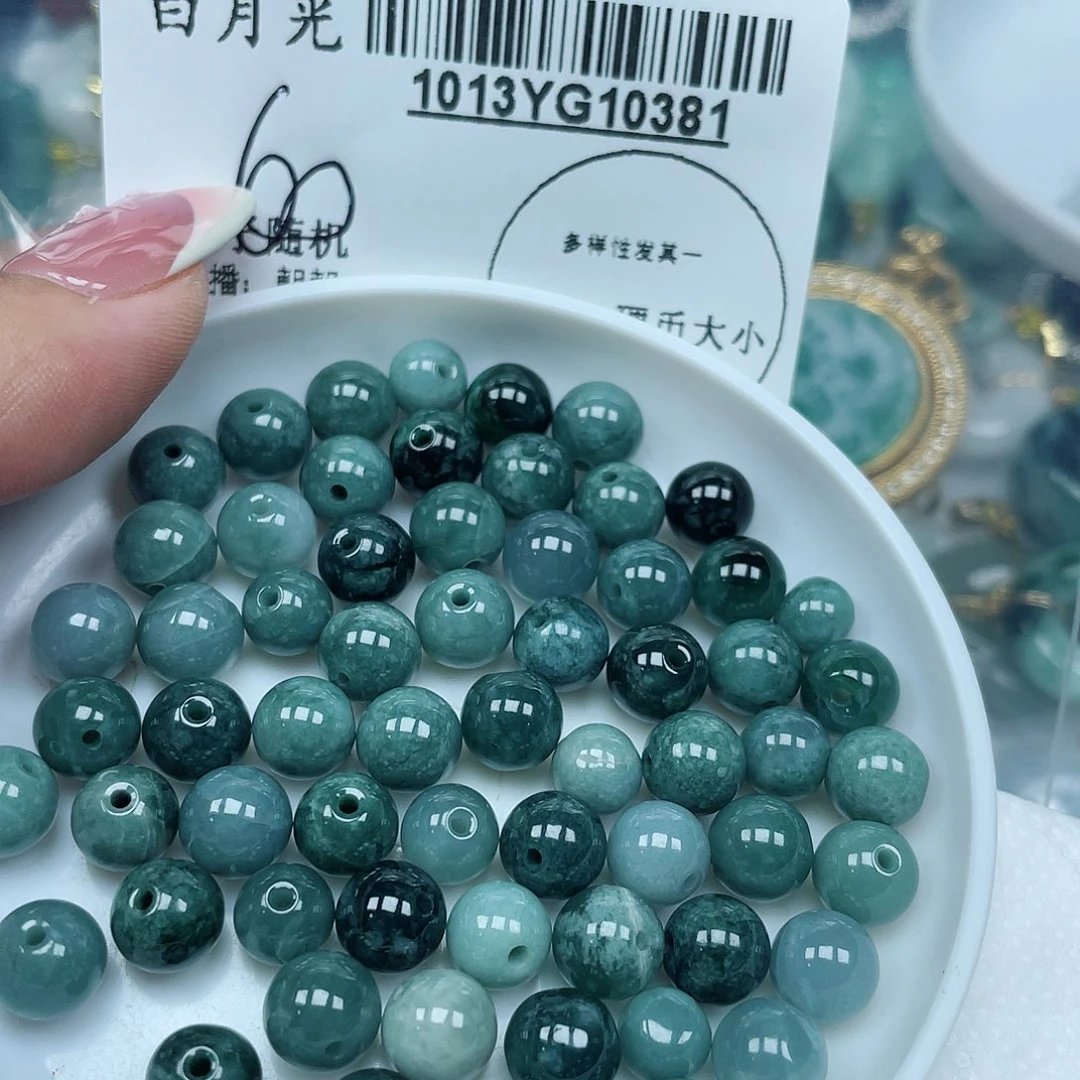 白月光
1013YG10381
60
随机
播：
多样性发其一
硬币大小